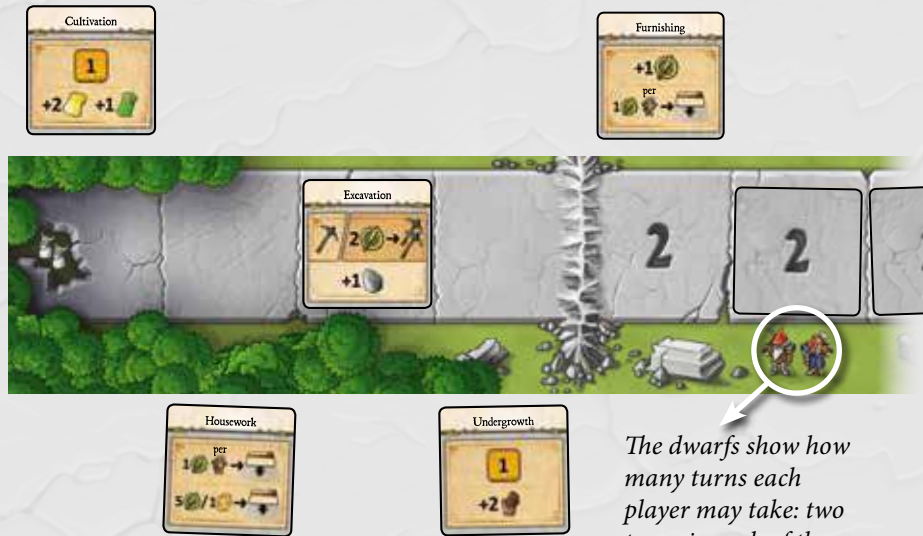 Cultivation
1
+2 +1
Furnishing
+1
per
1 →
Excavation
2 →
+1
2
2
Housework
per
1 →
5 /1 →
Undergrowth
1
+2
The dwarfs show how
many turns each
player may take: two